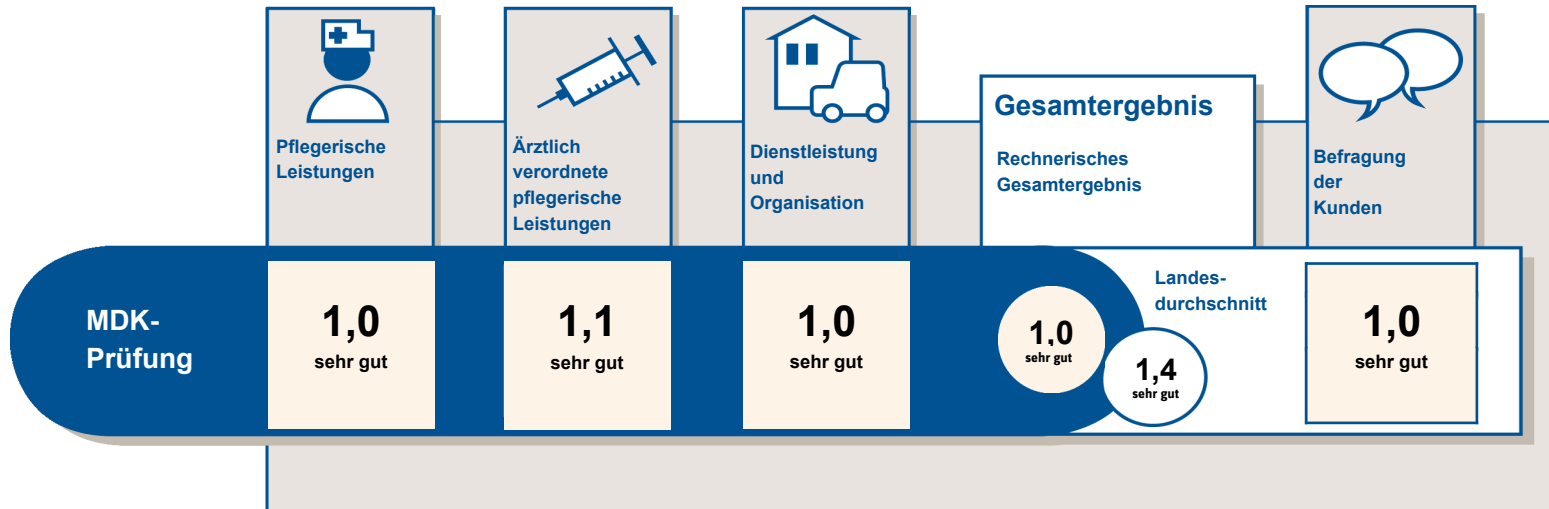 Pflegerische
Leistungen
Ärztlich
verordnete
pflegerische
Leistungen
Dienstleistung
und
Organisation
Gesamtergebnis
Rechnerisches
Gesamtergebnis
Befragung
der
Kunden
MDK-
Prüfung
1,0
sehr gut
1,1
sehr gut
1,0
sehr gut
1,0
sehr gut
Landes-
durchschnitt
1,4
sehr gut
1,0
sehr gut